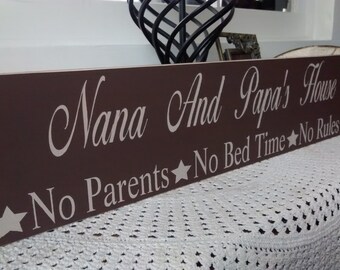 Nana And Papa's House
★No Parents★No Bed Time★No Rules